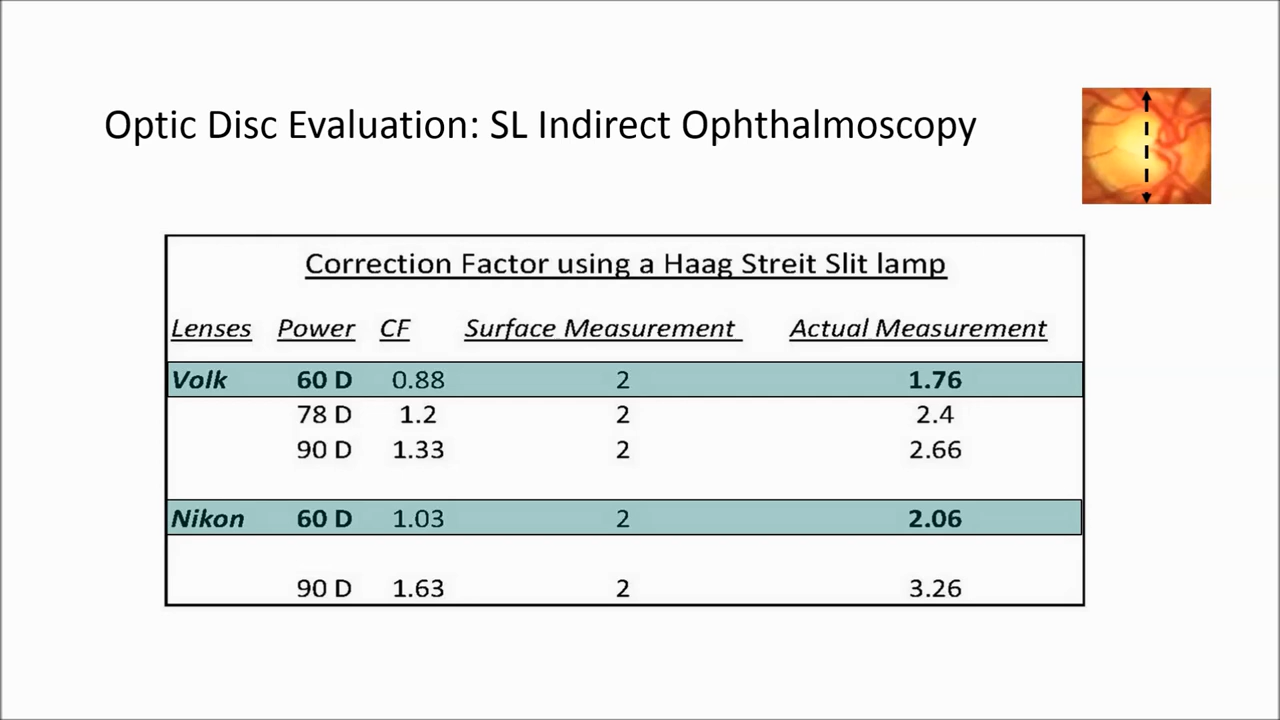 Optic Disc Evaluation: SL Indirect Ophthalmoscopy
Correction Factor using a Haag Streit Slit lamp
Lenses Power CF Surface Measurement Actual Measurement
Volk 60 D 0.88 2 1.76
78 D 1.2 2 2.4
90 D 1.33 2 2.66
Nikon 60 D 1.03 2 2.06
90 D 1.63 2 3.26